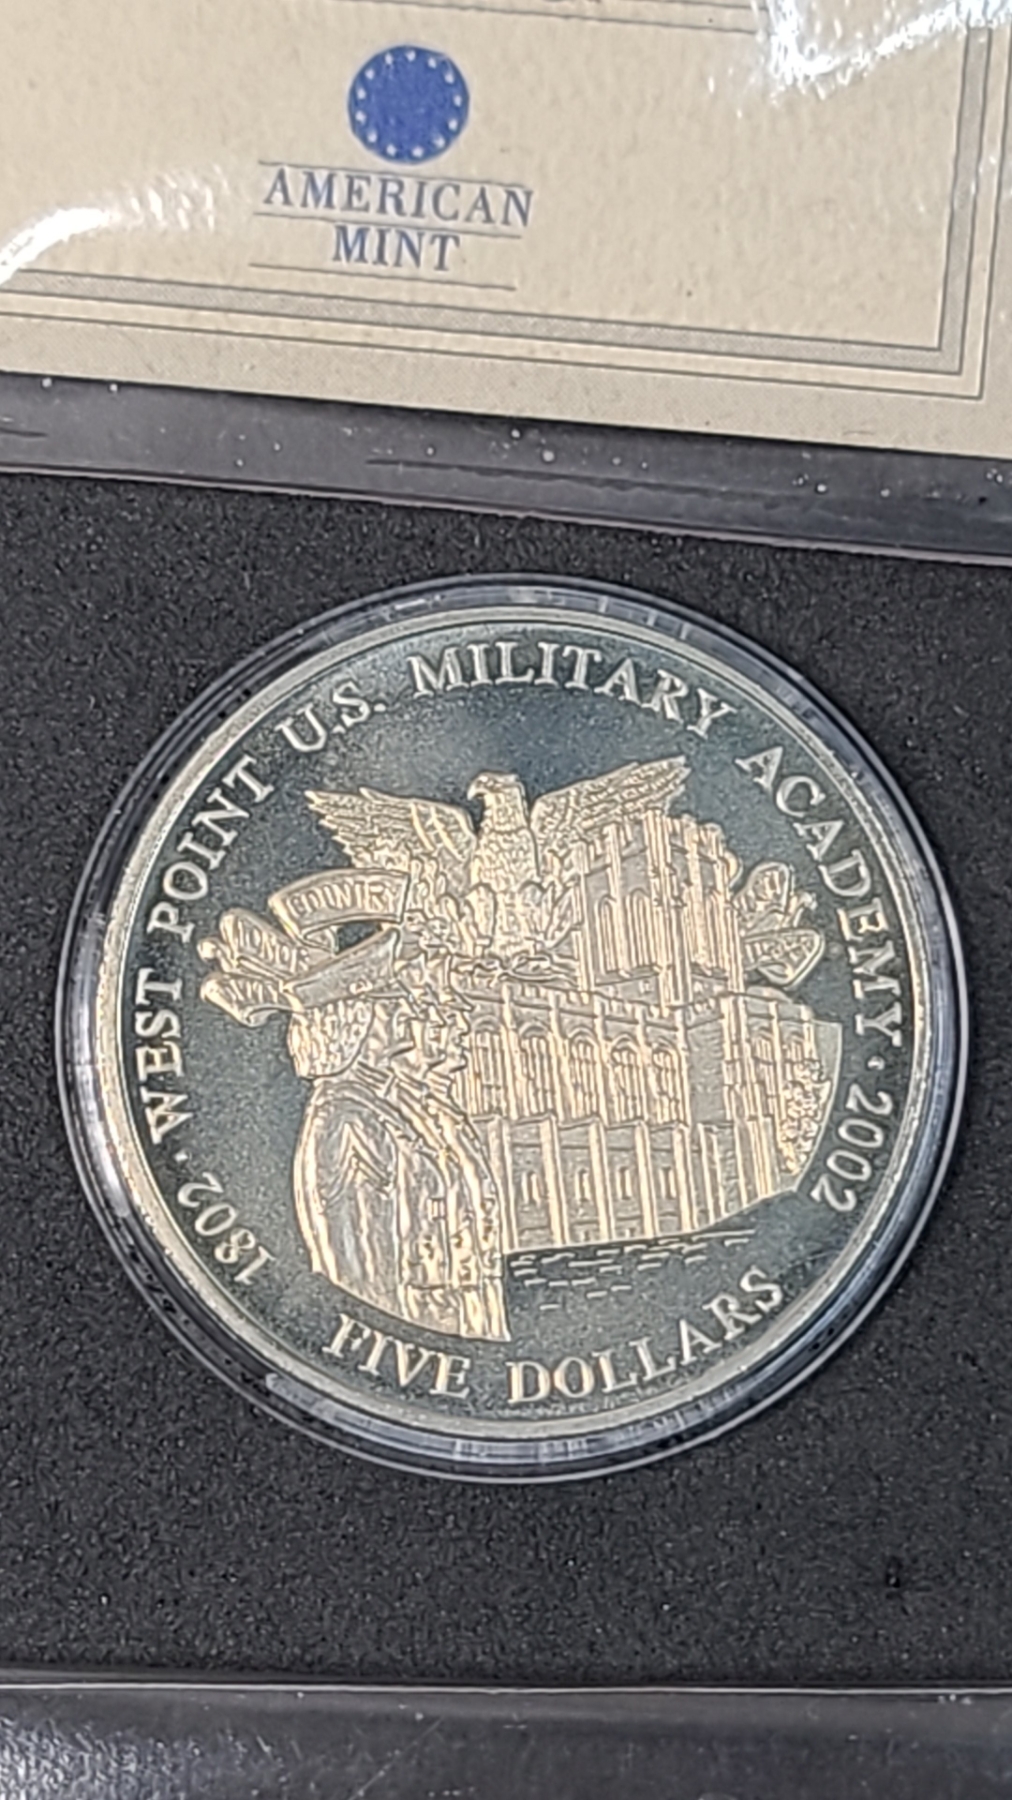 AMERICAN
MINT
1802 · WEST POINT U.S. MILITARY ACADEMY · 2002
FIVE DOLLARS